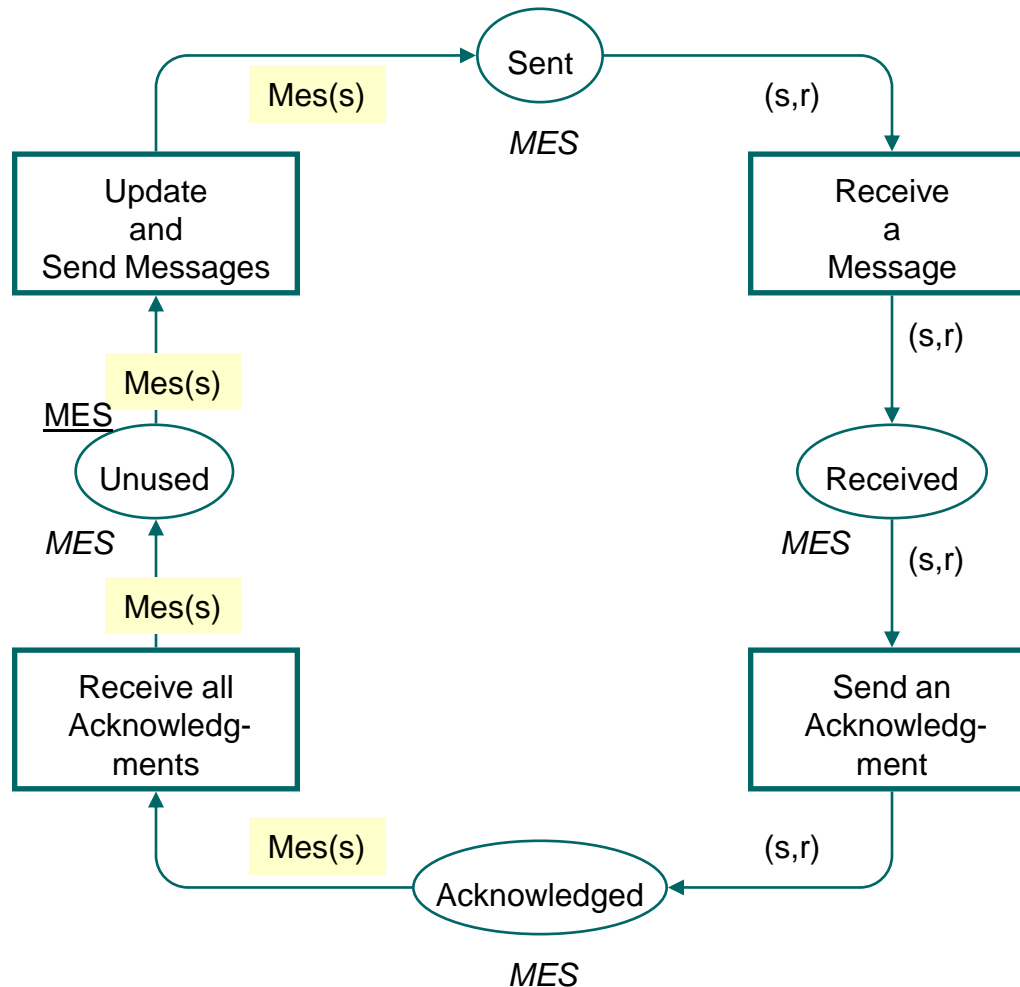 Sent
Mes(s)
(s,r)
MES
Update
and
Send Messages
Receive
a
Message
(s,r)
Mes(s)
MES
Unused
Received
MES
MES
(s,r)
Mes(s)
Receive all
Acknowledg-
ments
Send an
Acknowledg-
ment
Mes(s)
(s,r)
Acknowledged
MES